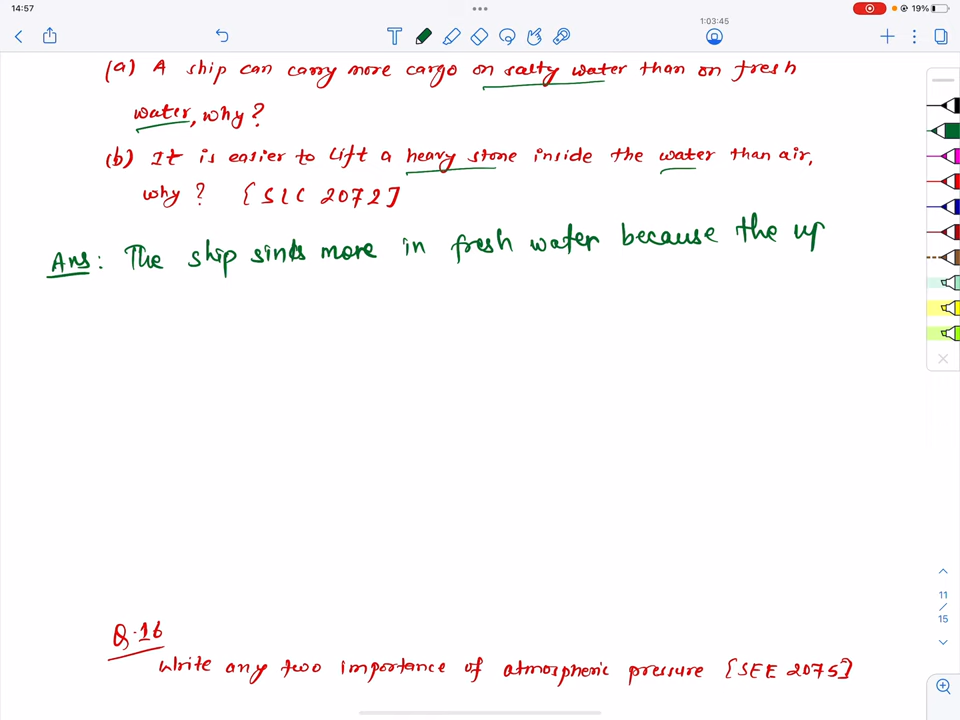 14:57
19%
1:03:45
T
(a) A ship can carry more cargo on salty water than on fresh
water, why?
(b) It is easier to lift a heavy stone inside the water than air,
why? [SLC 2072]
Ans: The ship sinks more in fresh water because the up
11
/
15
Q.16
Write any two importance of atmospheric pressure [SEE 2075]